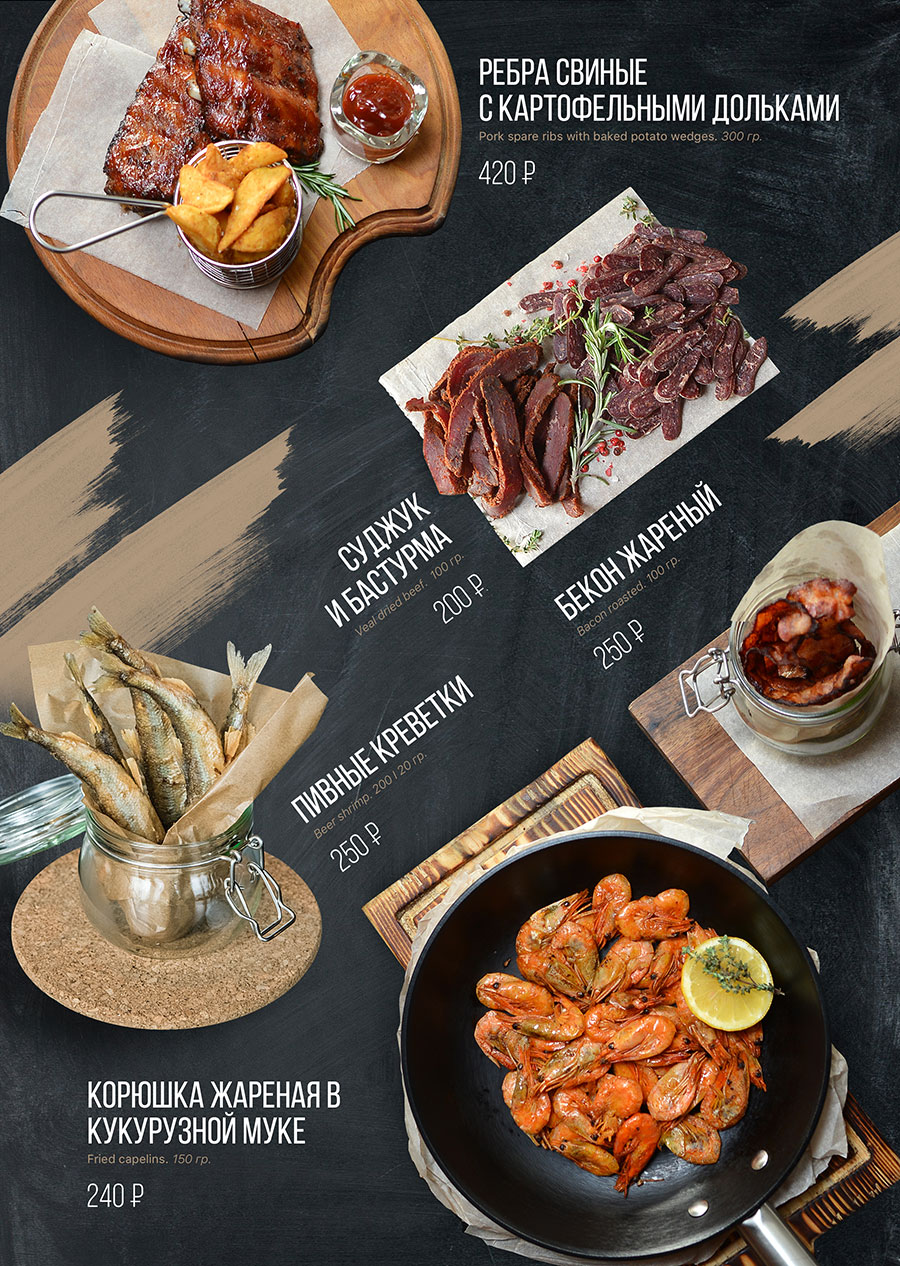 РЕБРА СВИНЫЕ
С КАРТОФЕЛЬНЫМИ ДОЛЬКАМИ
Pork spare ribs with baked potato wedges. 300 гр.
420 ₽
СУДЖУК
И БАСТУРМА
Veal dried beef. 100 гр.
200 ₽
БЕКОН ЖАРЕНЫЙ
Bacon roasted. 100 гр.
250 ₽
ПИВНЫЕ КРЕВЕТКИ
Beer shrimp. 200 | 20 гр.
250 ₽
КОРЮШКА ЖАРЕНАЯ В
КУКУРУЗНОЙ МУКЕ
Fried capelins. 150 гр.
240 ₽